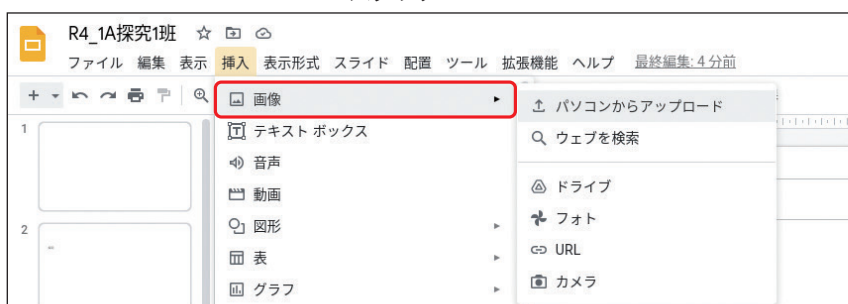 R4_1A探究1班
ファイル 編集 表示 挿入 表示形式 スライド 配置 ツール 拡張機能 ヘルプ 最終編集: 4 分前
画像
テキスト ボックス
音声
動画
図形
表
グラフ
パソコンからアップロード
ウェブを検索
ドライブ
フォト
URL
カメラ
1
2